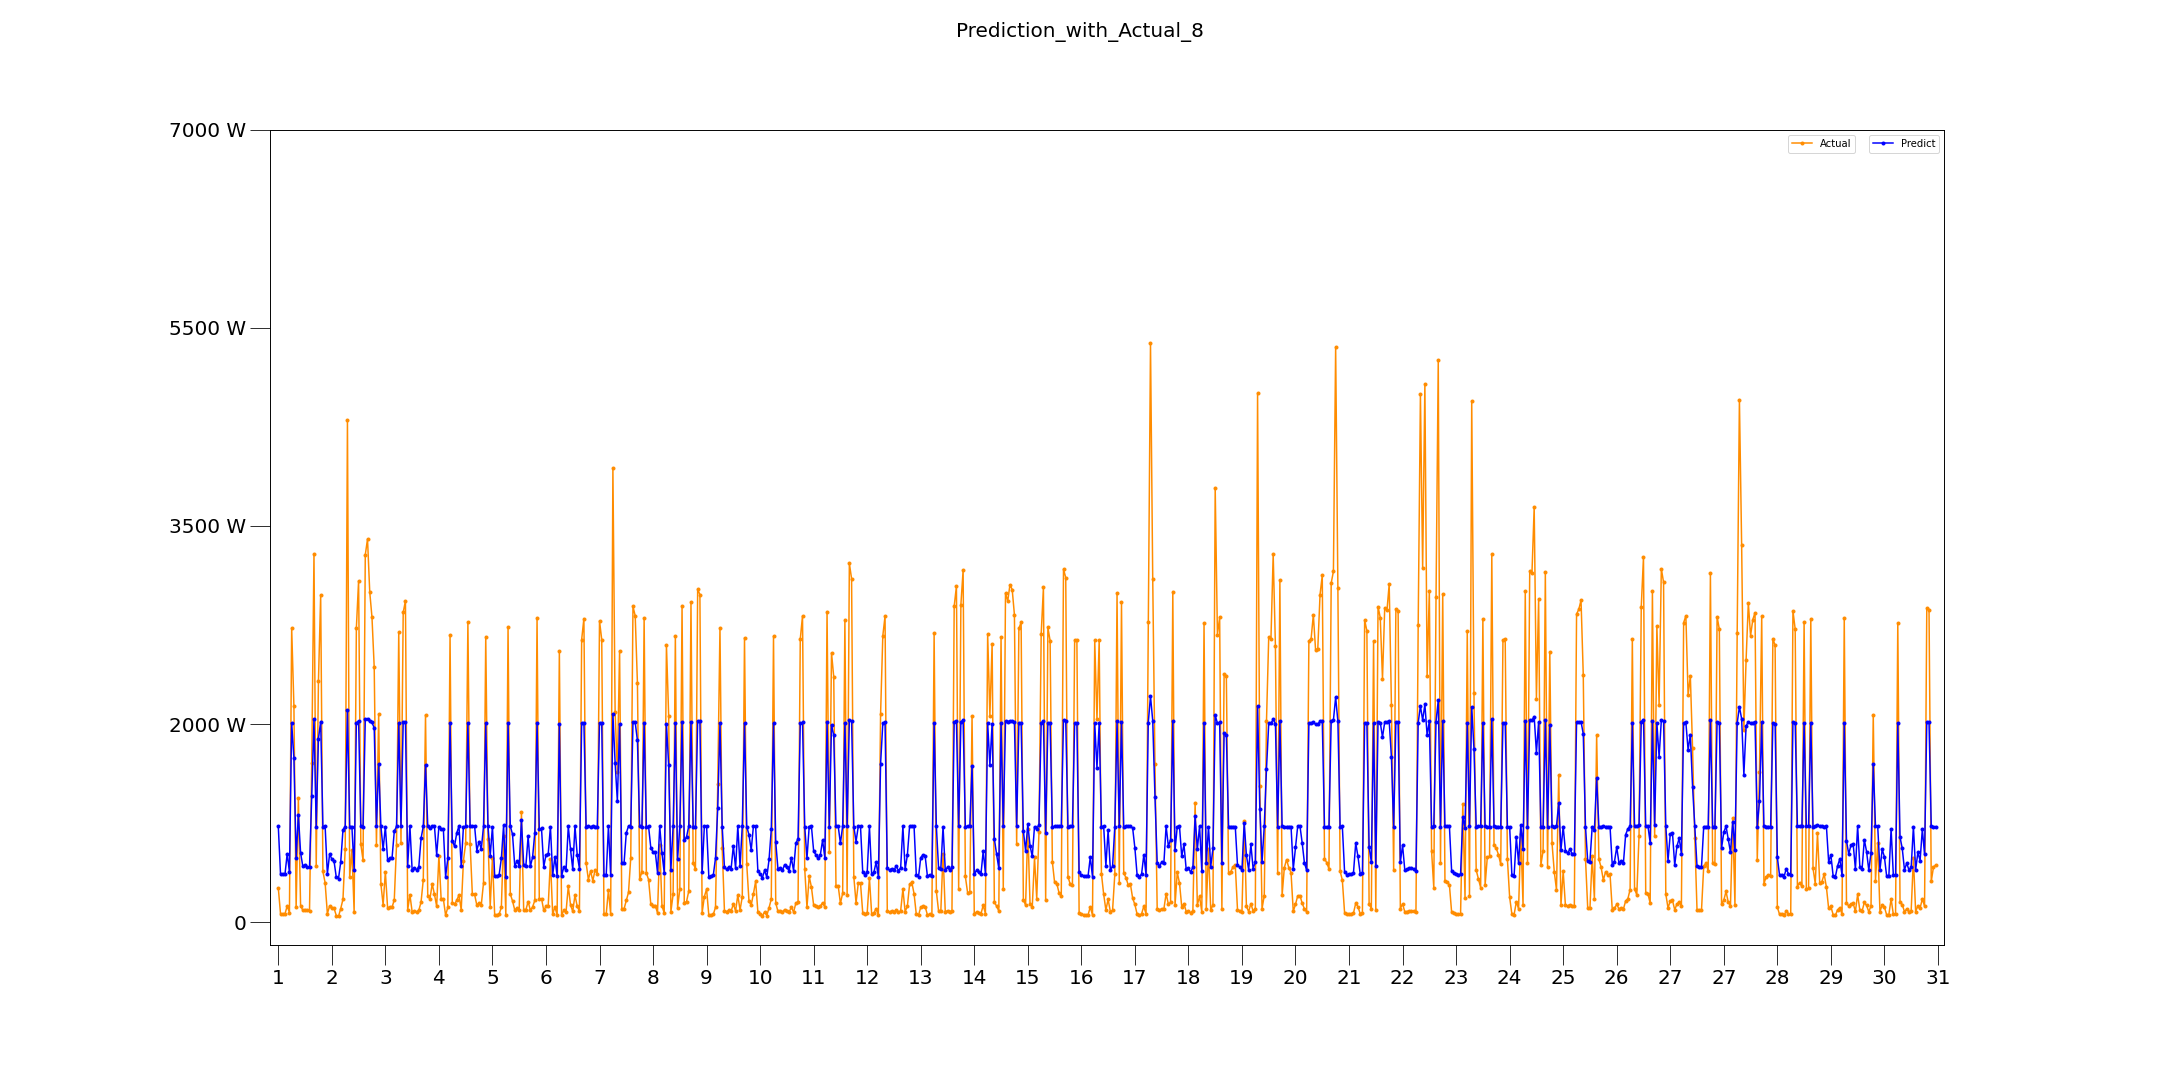 Prediction_with_Actual_8
7000 W
Actual Predict
5500 W
3500 W
2000 W
0
1 2 3 4 5 6 7 8 9 10 11 12 13 14 15 16 17 18 19 20 21 22 23 24 25 26 27 27 28 29 30 31